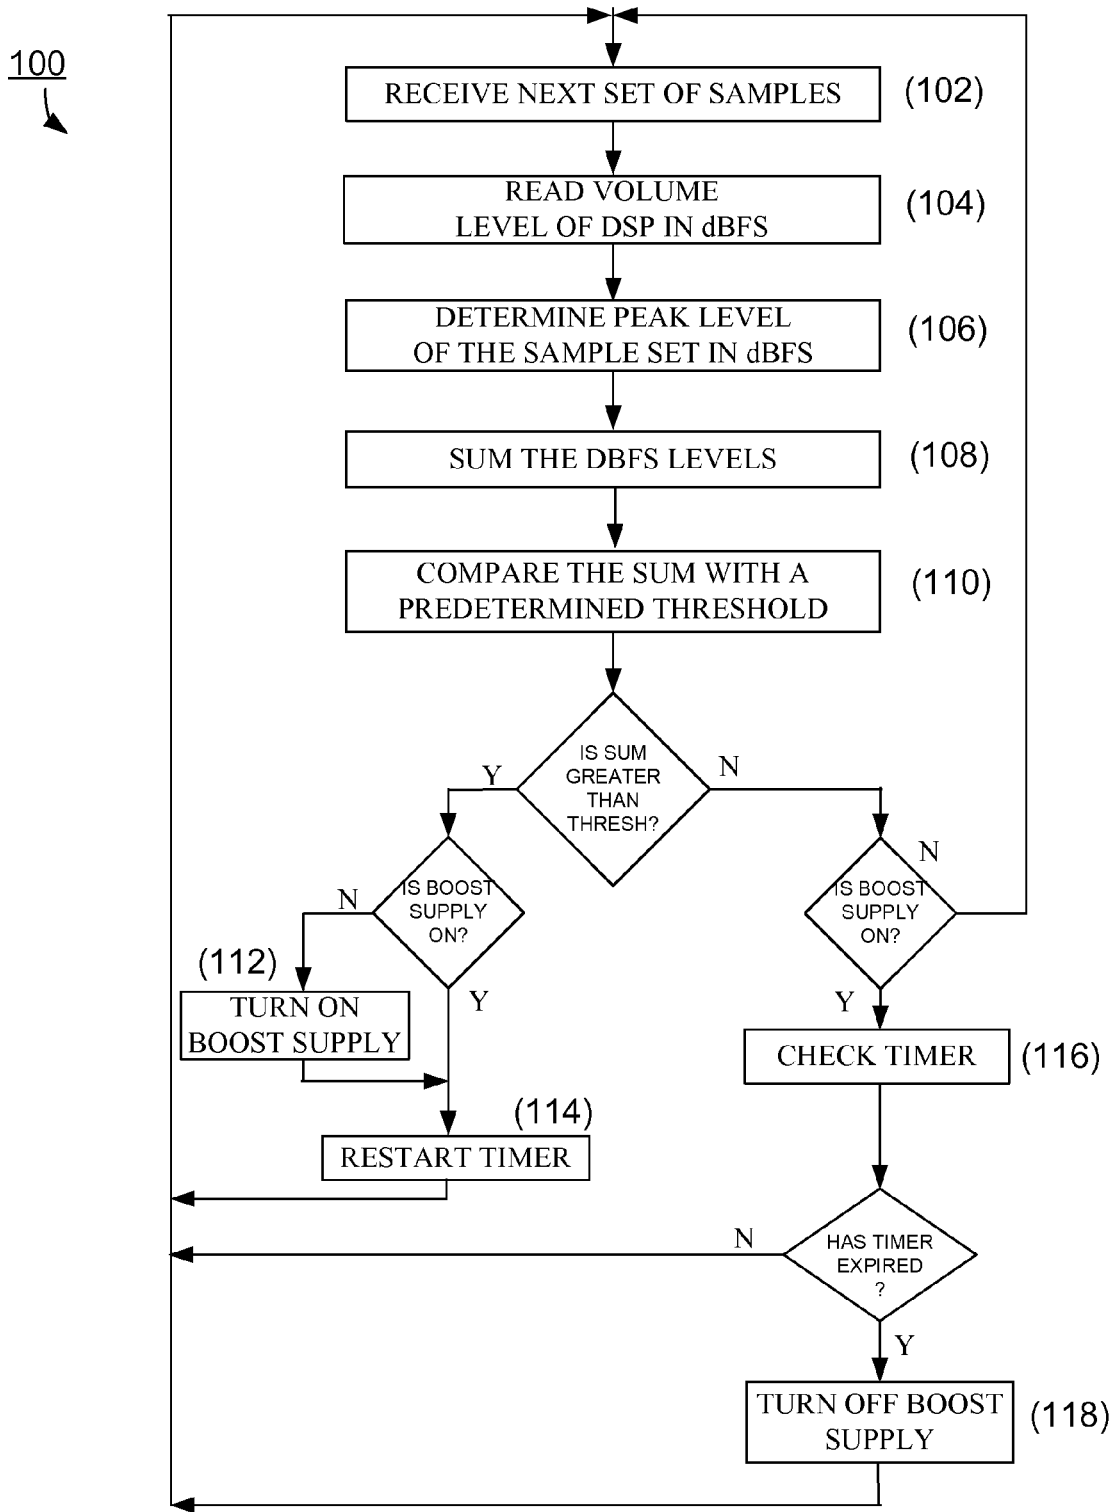 100
RECEIVE NEXT SET OF SAMPLES
(102)
READ VOLUME
LEVEL OF DSP IN dBFS
(104)
DETERMINE PEAK LEVEL
OF THE SAMPLE SET IN dBFS
(106)
SUM THE DBFS LEVELS
(108)
COMPARE THE SUM WITH A
PREDETERMINED THRESHOLD
(110)
IS SUM
GREATER
THAN
THRESH?
Y
N
IS BOOST
SUPPLY
ON?
N
Y
IS BOOST
SUPPLY
ON?
N
Y
(112)
TURN ON
BOOST SUPPLY
(114)
RESTART TIMER
CHECK TIMER
(116)
HAS TIMER
EXPIRED
?
N
Y
TURN OFF BOOST
SUPPLY
(118)